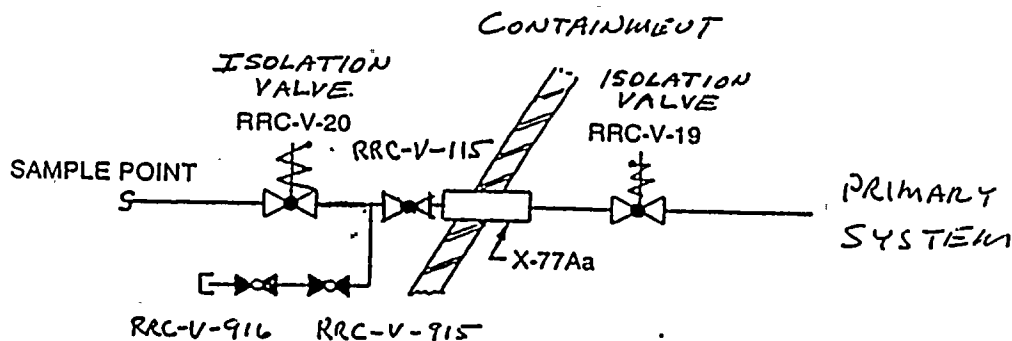 CONTAINMENT
ISOLATION
VALVE
RRC-V-20
ISOLATION
VALVE
RRC-V-19
RRC-V-115
SAMPLE POINT
PRIMARY
SYSTEM
X-77Aa
RRC-V-916
RRC-V-915